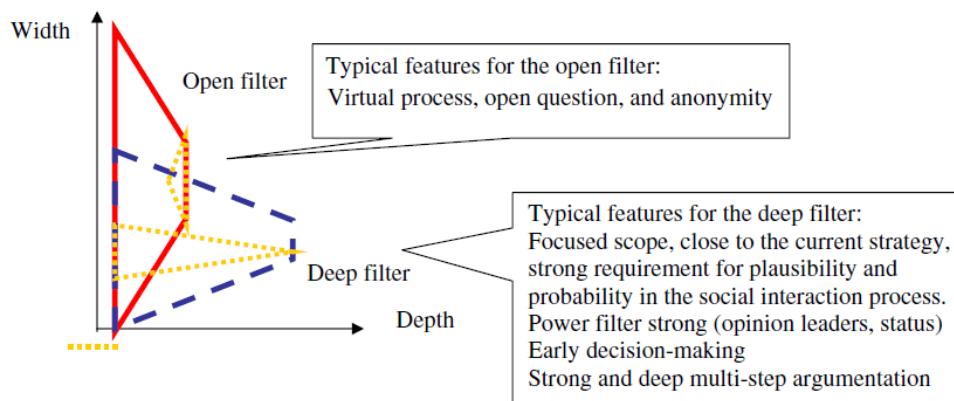 Width
Open filter
Typical features for the open filter:
Virtual process, open question, and anonymity
Typical features for the deep filter:
Focused scope, close to the current strategy,
strong requirement for plausibility and
probability in the social interaction process.
Power filter strong (opinion leaders, status)
Early decision-making
Strong and deep multi-step argumentation
Deep filter
Depth